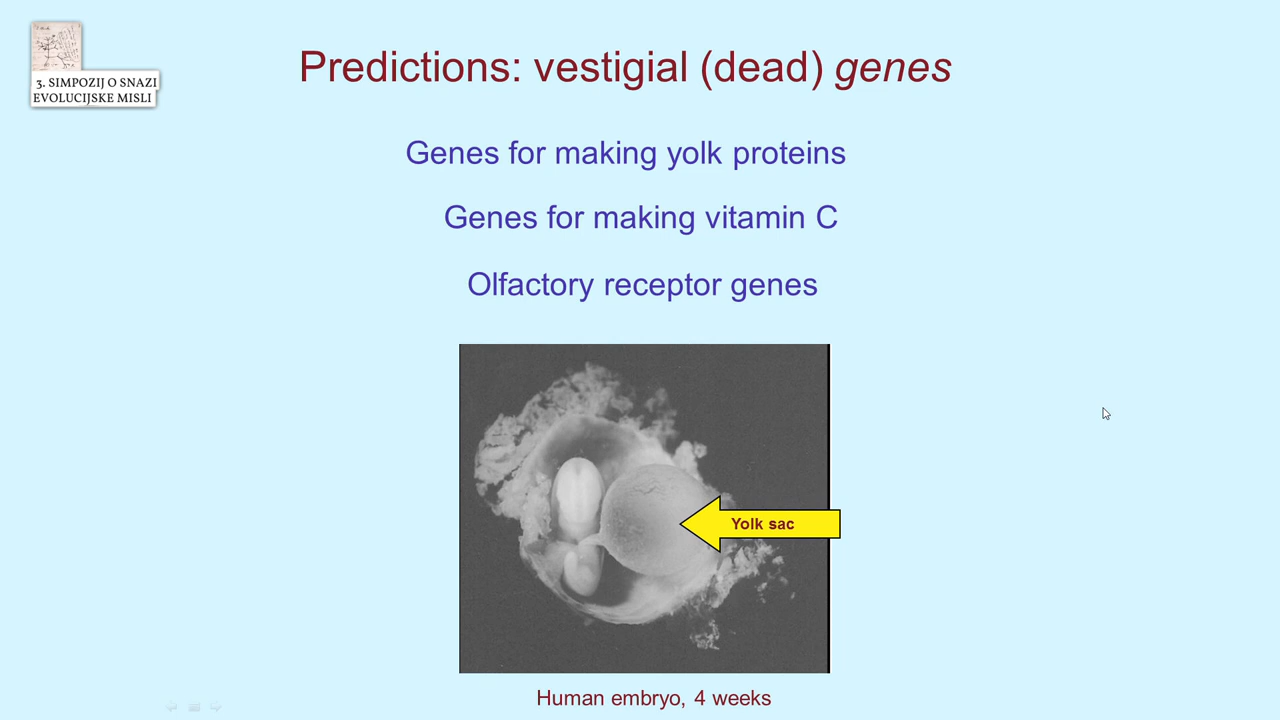 3. SIMPOZIJ O SNAZI
EVOLUCIJSKE MISLI
Predictions: vestigial (dead) genes
Genes for making yolk proteins
Genes for making vitamin C
Olfactory receptor genes
Yolk sac
Human embryo, 4 weeks